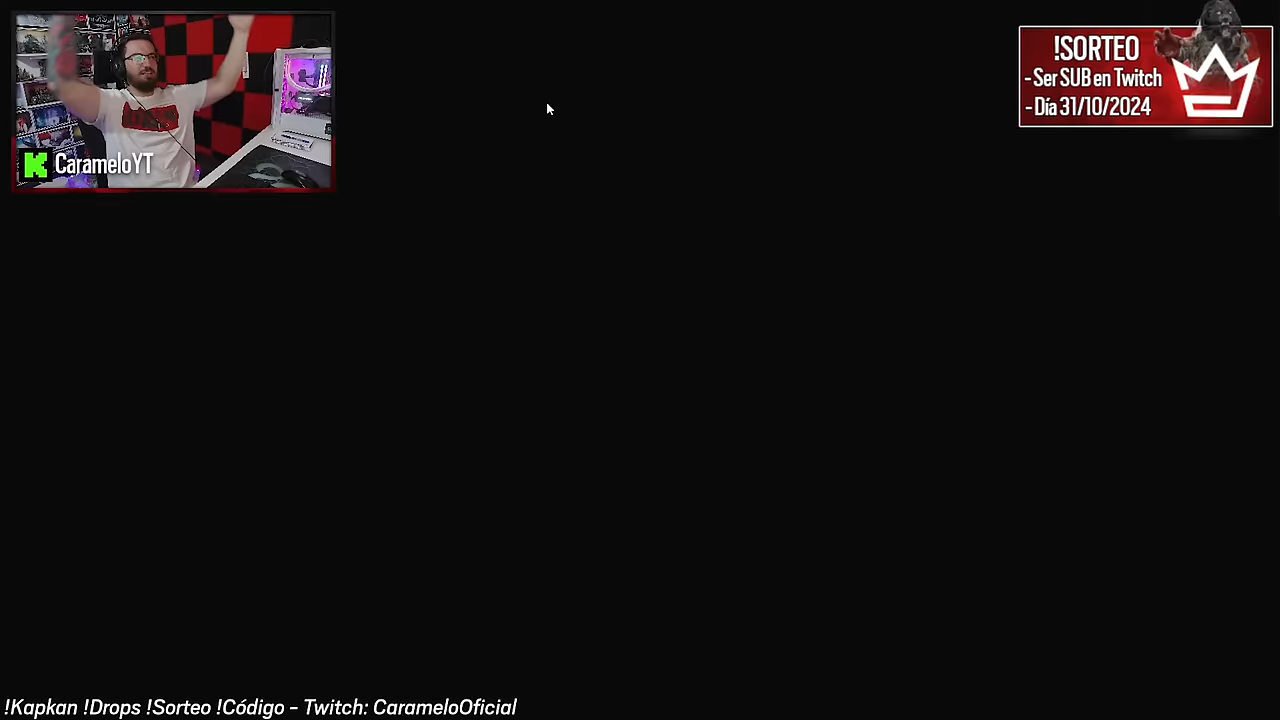 CarameloYT
!SORTEO
- Ser SUB en Twitch
- Día 31/10/2024
!Kapkan !Drops !Sorteo !Código - Twitch: CarameloOficial